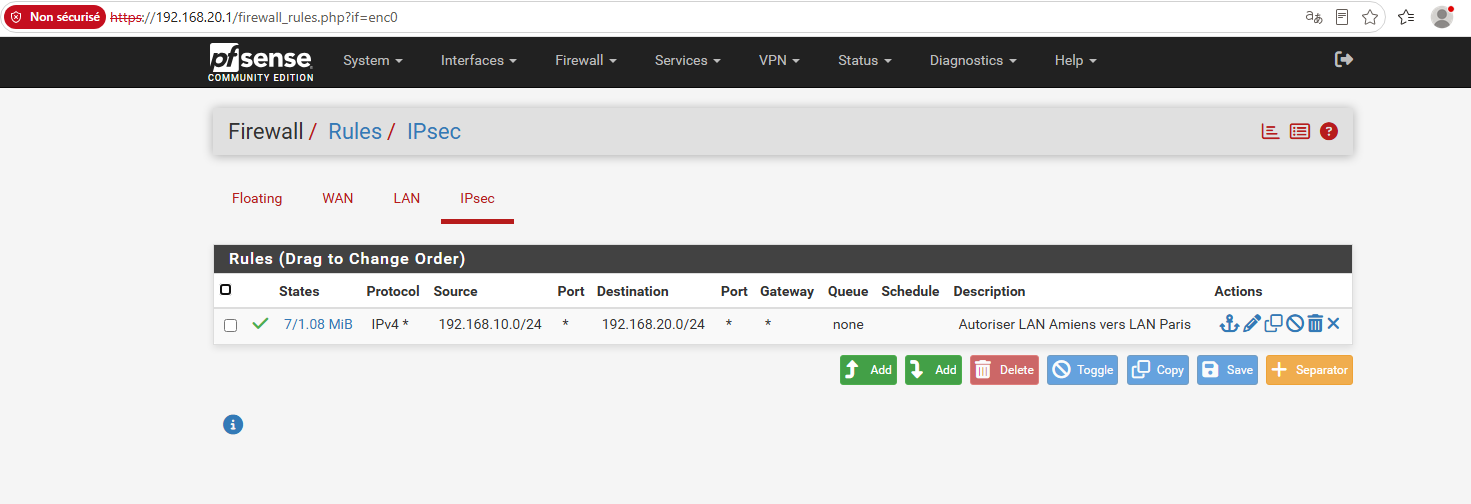 Non sécurisé https://192.168.20.1/firewall_rules.php?if=enc0
pfsense COMMUNITY EDITION
System Interfaces Firewall Services VPN Status Diagnostics Help
Firewall / Rules / IPsec
Floating WAN LAN IPsec
Rules (Drag to Change Order)
States Protocol Source Port Destination Port Gateway Queue Schedule Description Actions
7/1.08 MiB IPv4 * 192.168.10.0/24 * 192.168.20.0/24 * * none Autoriser LAN Amiens vers LAN Paris
Add Add Delete Toggle Copy Save Separator